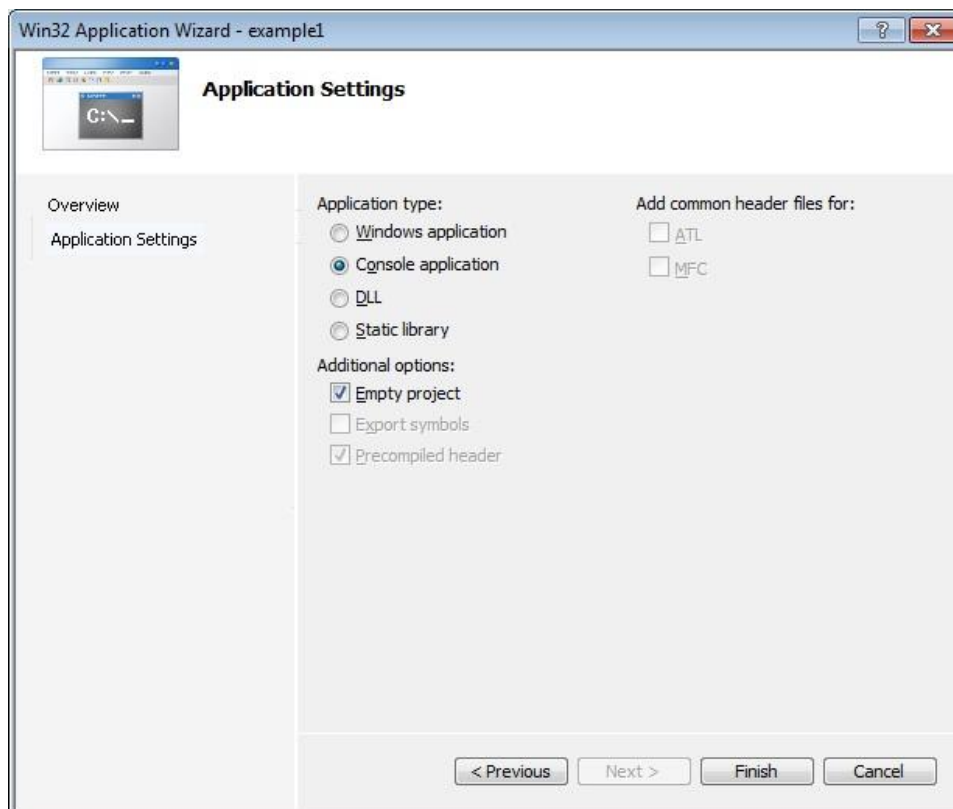 Win32 Application Wizard - example1
C:\_
Application Settings
Overview
Application Settings
Application type:
Windows application
Console application
DLL
Static library
Additional options:
Empty project
Export symbols
Precompiled header
Add common header files for:
ATL
MFC
< Previous
Next >
Finish
Cancel